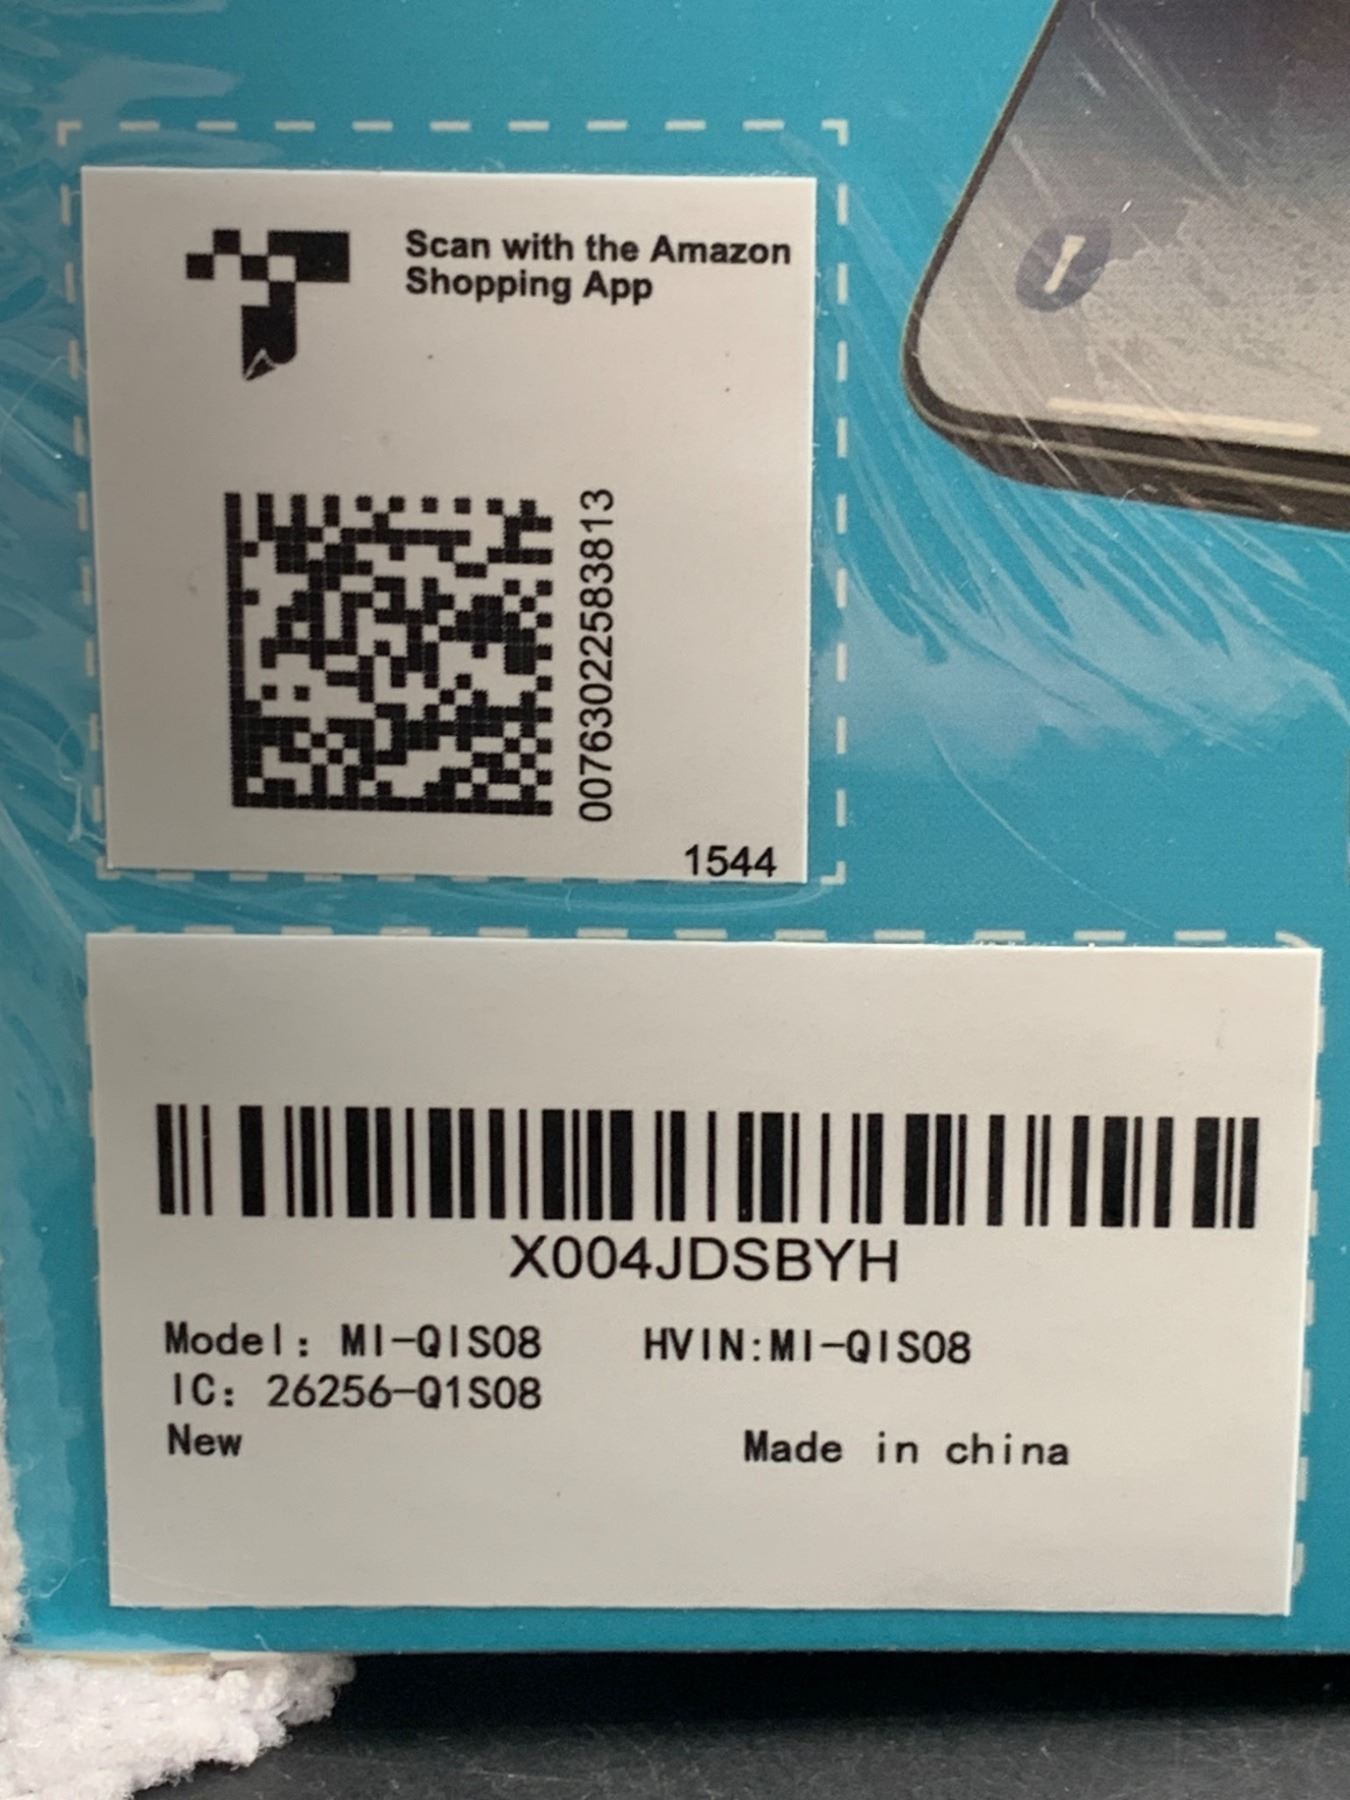 Scan with the Amazon
Shopping App
00763022583813
1544
X004JDSBYH
Model: MI-QIS08 HVIN:MI-QIS08
IC: 26256-Q1S08
New Made in china